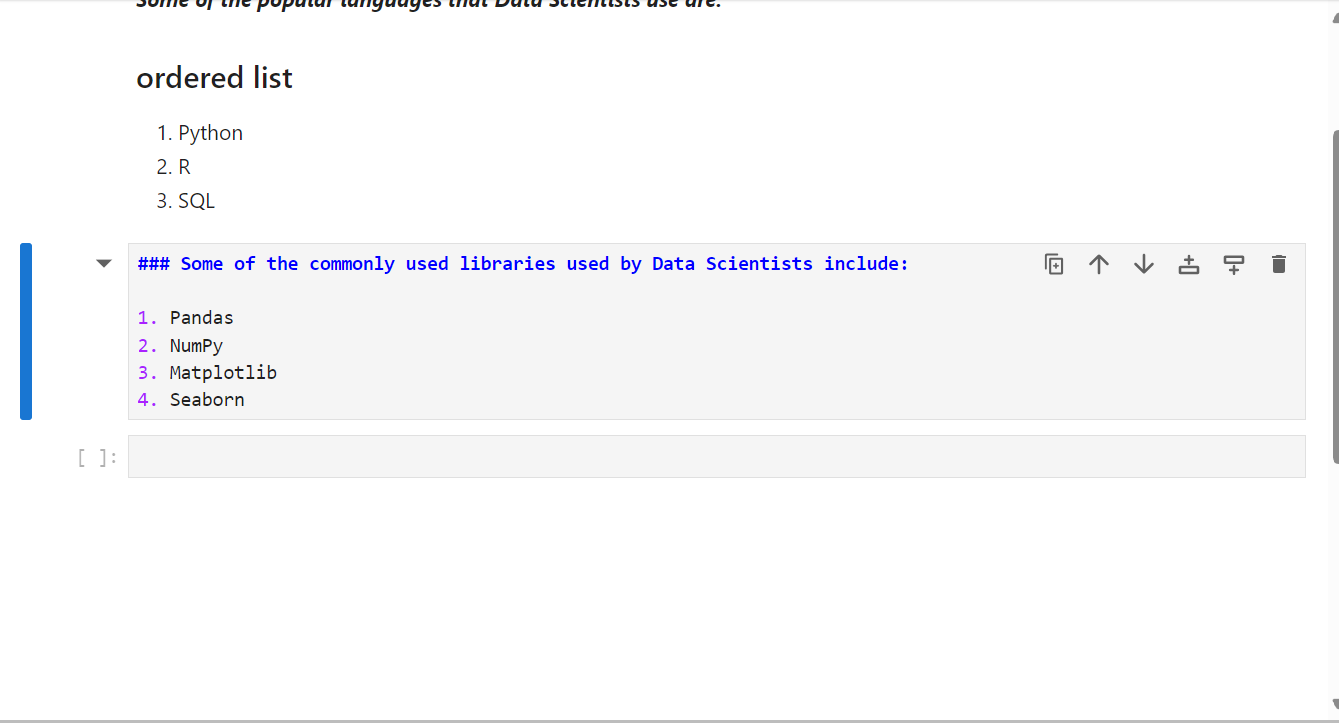 Some of the popular languages that Data Scientists use are:
ordered list
1. Python
2. R
3. SQL
### Some of the commonly used libraries used by Data Scientists include:
1. Pandas
2. NumPy
3. Matplotlib
4. Seaborn
[ ]: